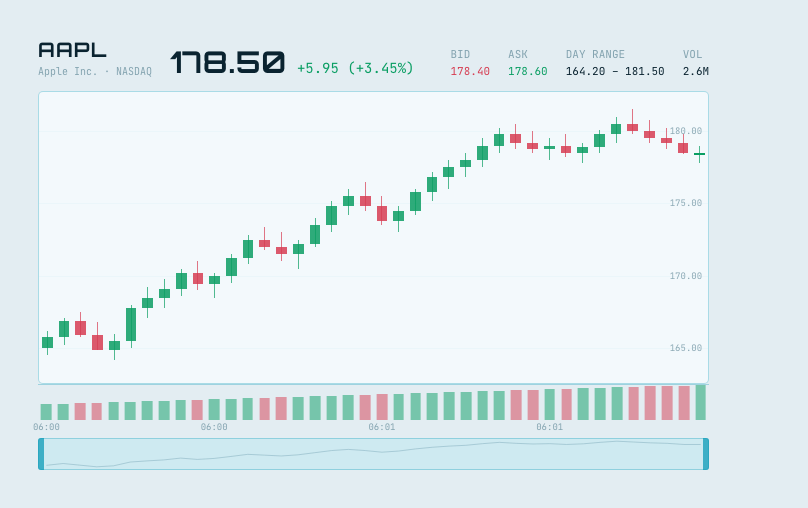 AAPL
Apple Inc. · NASDAQ
178.50
+5.95 (+3.45%)
BID
178.40
ASK
178.60
DAY RANGE
164.20 – 181.50
VOL
2.6M
180.00
175.00
170.00
165.00
06:00
06:00
06:01
06:01